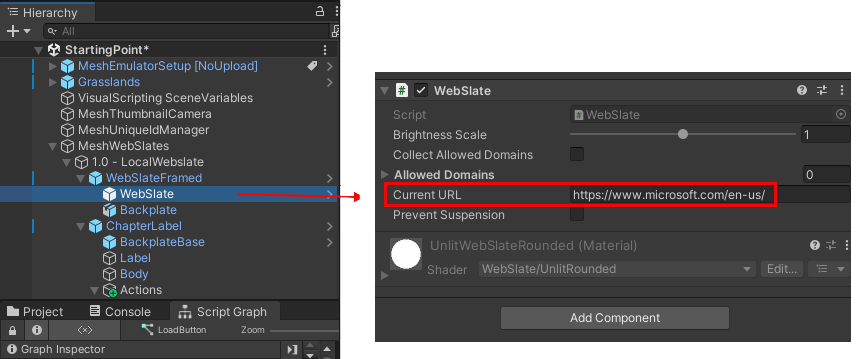 Hierarchy
All
StartingPoint*
MeshEmulatorSetup [NoUpload]
Grasslands
VisualScripting SceneVariables
MeshThumbnailCamera
MeshUniqueIdManager
MeshWebSlates
1.0 - LocalWebslate
WebSlateFramed
WebSlate
Backplate
ChapterLabel
BackplateBase
Label
Body
Actions
Project
Console
Script Graph
LoadButton
Zoom
Graph Inspector
WebSlate
Script
WebSlate
Brightness Scale
1
Collect Allowed Domains
Allowed Domains
0
Current URL
https://www.microsoft.com/en-us/
Prevent Suspension
UnlitWebSlateRounded (Material)
Shader
WebSlate/UnlitRounded
Edit...
Add Component